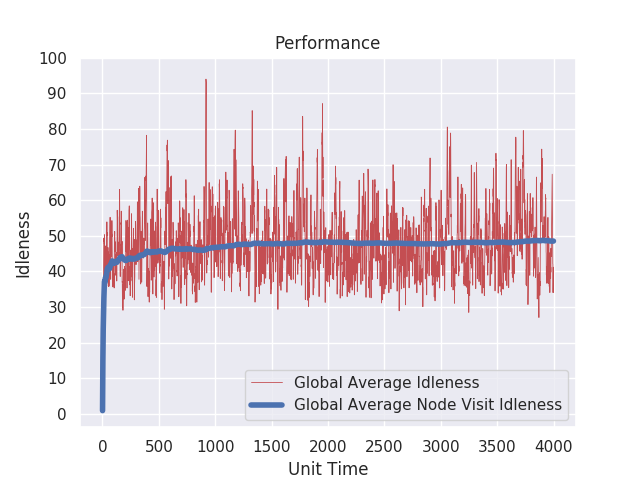 Performance
100
90
80
70
60
50
40
30
20
10
0
Idleness
Global Average Idleness
Global Average Node Visit Idleness
0 500 1000 1500 2000 2500 3000 3500 4000
Unit Time